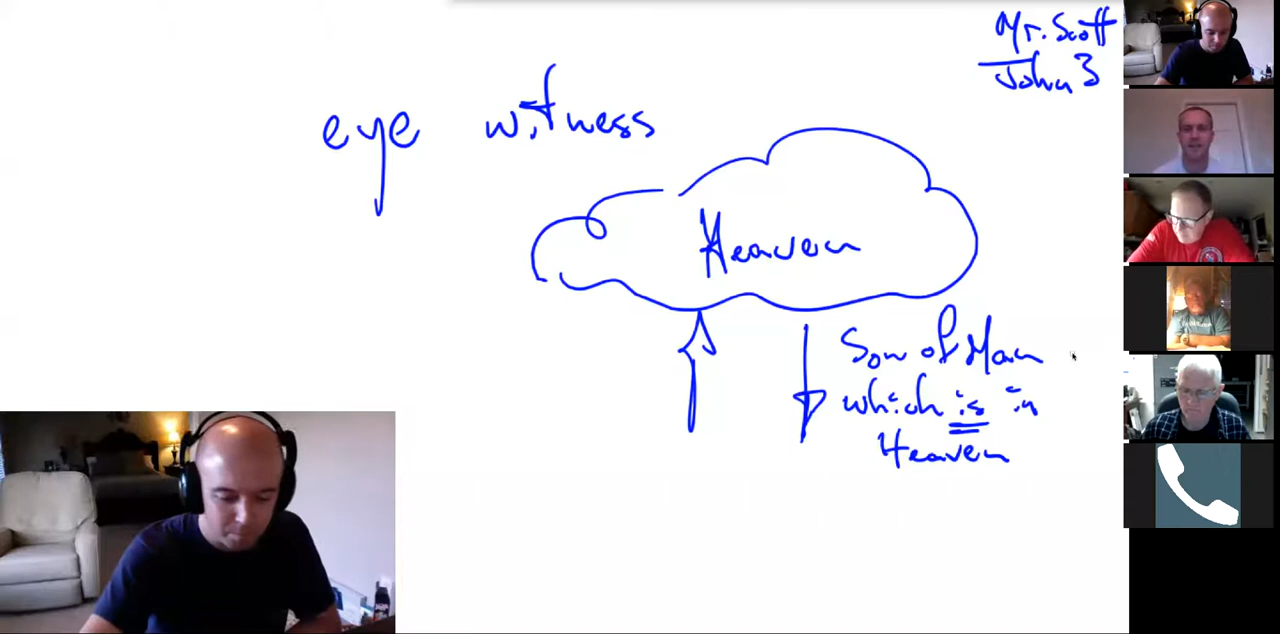 Mr. Scott
John 3
eye witness
Heaven
Son of Man
which is in
Heaven